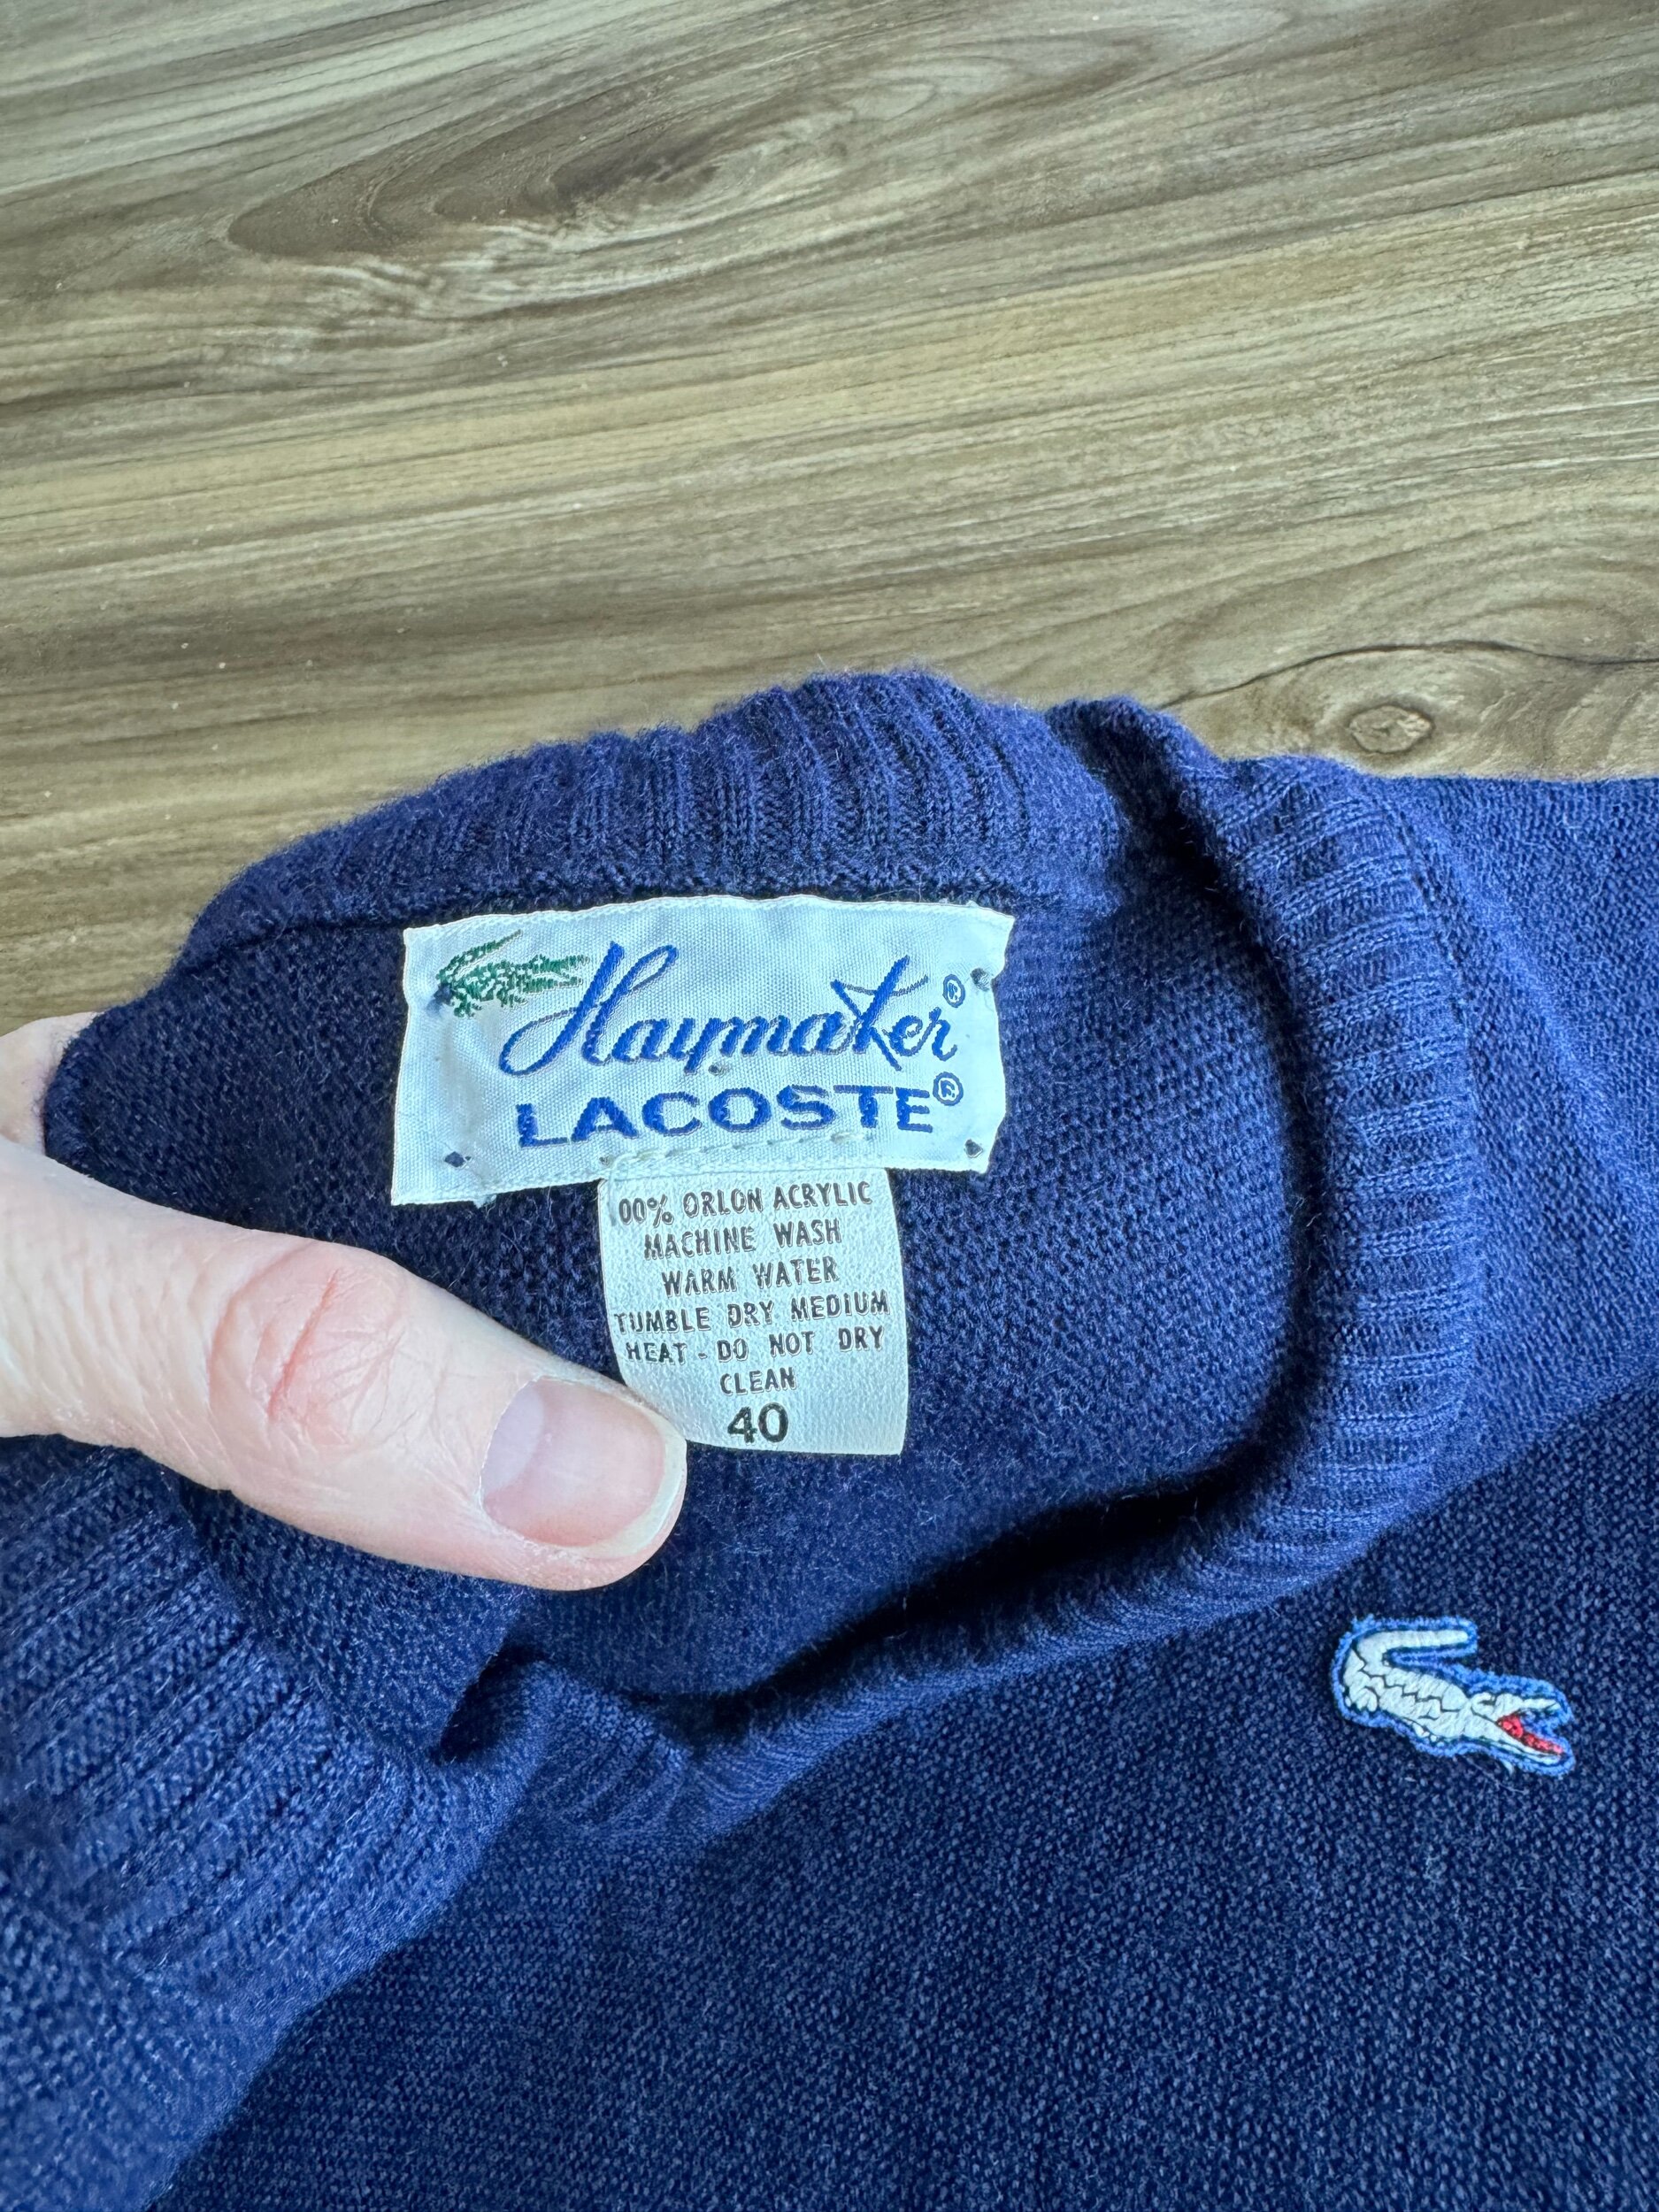 Haymaker®
LACOSTE®
00% ORLON ACRYLIC
MACHINE WASH
WARM WATER
TUMBLE DRY MEDIUM
HEAT - DO NOT DRY
CLEAN
40